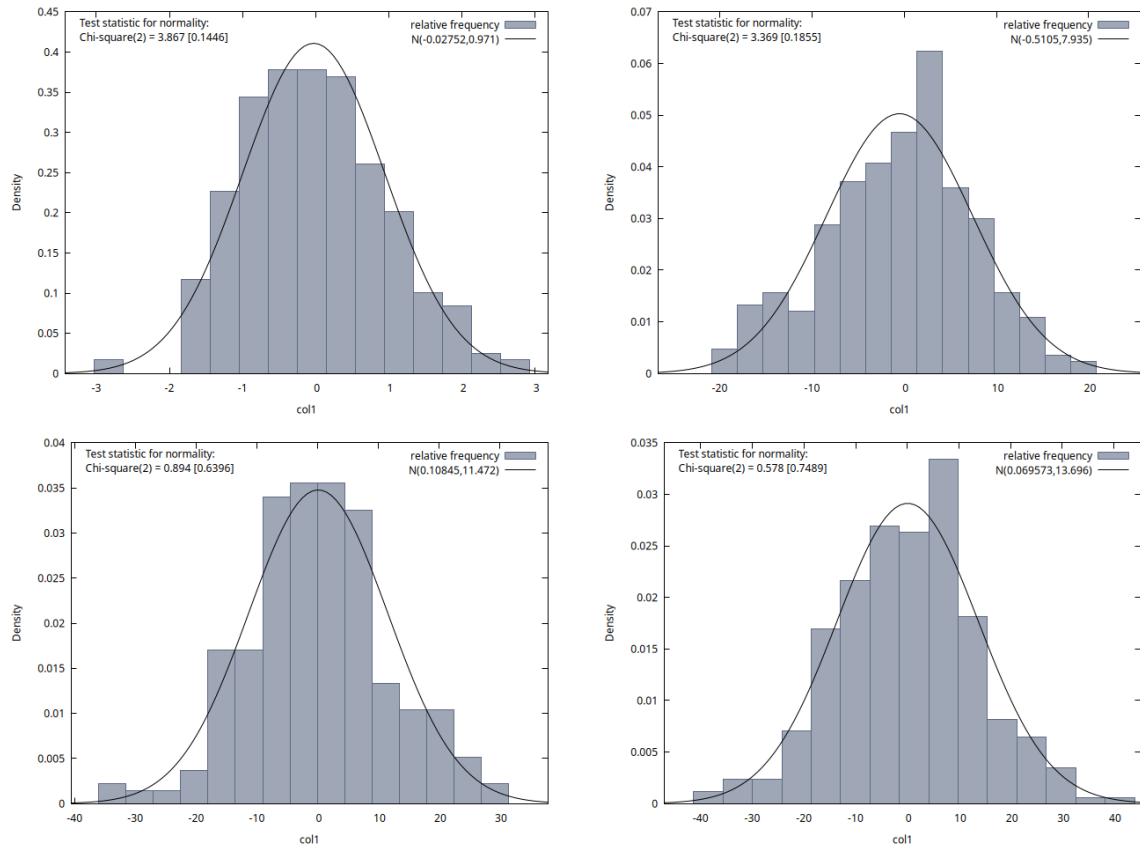 Test statistic for normality:
Chi-square(2) = 3.867 [0.1446]
relative frequency
N(-0.02752,0.971)
0.45
0.4
0.35
0.3
0.25
0.2
0.15
0.1
0.05
0
Density
-3 -2 -1 0 1 2 3
col1
Test statistic for normality:
Chi-square(2) = 3.369 [0.1855]
relative frequency
N(-0.5105,7.935)
0.07
0.06
0.05
0.04
0.03
0.02
0.01
0
Density
-20 -10 0 10 20
col1
Test statistic for normality:
Chi-square(2) = 0.894 [0.6396]
relative frequency
N(0.10845,11.472)
0.04
0.035
0.03
0.025
0.02
0.015
0.01
0.005
0
Density
-40 -30 -20 -10 0 10 20 30
col1
Test statistic for normality:
Chi-square(2) = 0.578 [0.7489]
relative frequency
N(0.069573,13.696)
0.035
0.03
0.025
0.02
0.015
0.01
0.005
0
Density
-40 -30 -20 -10 0 10 20 30 40
col1